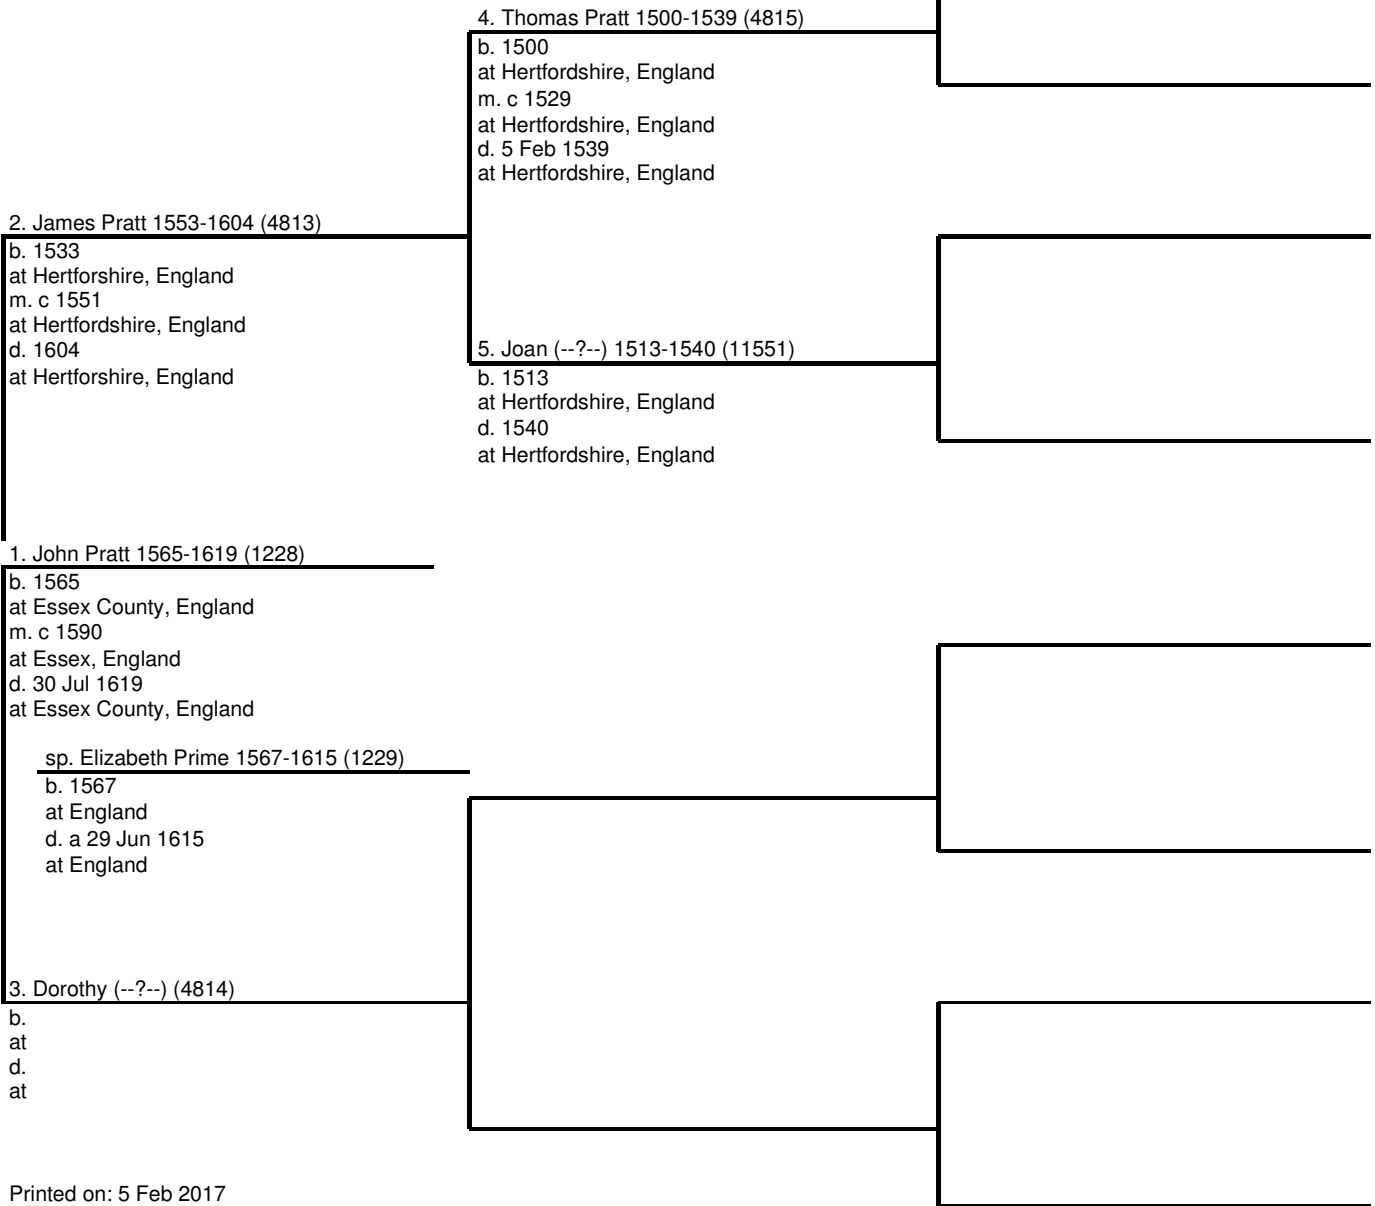 4. Thomas Pratt 1500-1539 (4815)
b. 1500
at Hertfordshire, England
m. c 1529
at Hertfordshire, England
d. 5 Feb 1539
at Hertfordshire, England
2. James Pratt 1553-1604 (4813)
b. 1533
at Hertforshire, England
m. c 1551
at Hertfordshire, England
d. 1604
at Hertforshire, England
5. Joan (--?--) 1513-1540 (11551)
b. 1513
at Hertfordshire, England
d. 1540
at Hertfordshire, England
1. John Pratt 1565-1619 (1228)
b. 1565
at Essex County, England
m. c 1590
at Essex, England
d. 30 Jul 1619
at Essex County, England
sp. Elizabeth Prime 1567-1615 (1229)
b. 1567
at England
d. a 29 Jun 1615
at England
3. Dorothy (--?--) (4814)
b.
at
d.
at
Printed on: 5 Feb 2017